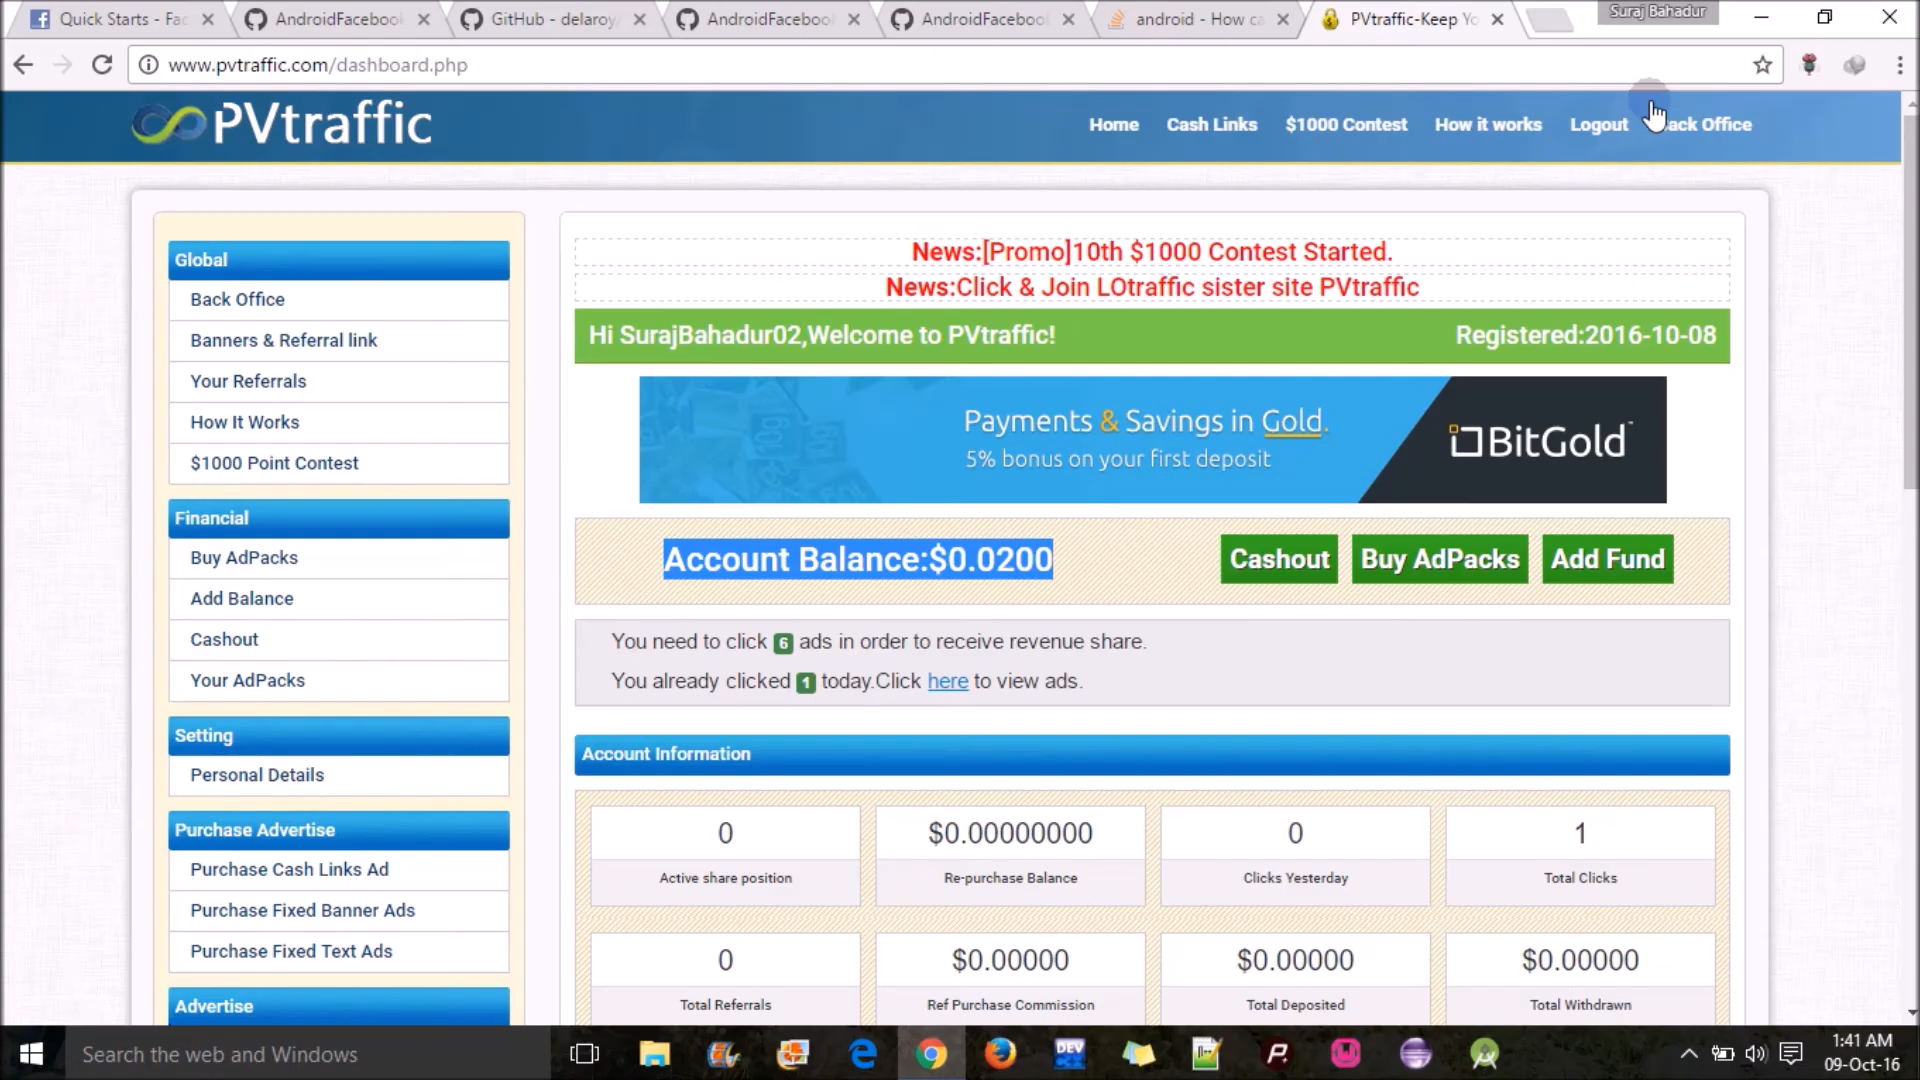 Quick Starts - Fac
AndroidFacebook
GitHub - delaroy
AndroidFacebook
AndroidFacebook
android - How ca
PVtraffic-Keep Yo
Suraj Bahadur
www.pvtraffic.com/dashboard.php
PVtraffic
Home
Cash Links
$1000 Contest
How it works
Logout
ack Office
Global
Back Office
Banners & Referral link
Your Referrals
How It Works
$1000 Point Contest
Financial
Buy AdPacks
Add Balance
Cashout
Your AdPacks
Setting
Personal Details
Purchase Advertise
Purchase Cash Links Ad
Purchase Fixed Banner Ads
Purchase Fixed Text Ads
Advertise
News:[Promo]10th $1000 Contest Started.
News:Click & Join LOtraffic sister site PVtraffic
Hi SurajBahadur02,Welcome to PVtraffic!
Registered:2016-10-08
Payments & Savings in Gold.
5% bonus on your first deposit
BitGold
Account Balance:$0.0200
Cashout
Buy AdPacks
Add Fund
You need to click 6 ads in order to receive revenue share.
You already clicked 1 today.Click here to view ads.
Account Information
0
$0.00000000
0
1
Active share position
Re-purchase Balance
Clicks Yesterday
Total Clicks
0
$0.00000
$0.00000
$0.00000
Total Referrals
Ref Purchase Commission
Total Deposited
Total Withdrawn
Search the web and Windows
DEV
1:41 AM
09-Oct-16